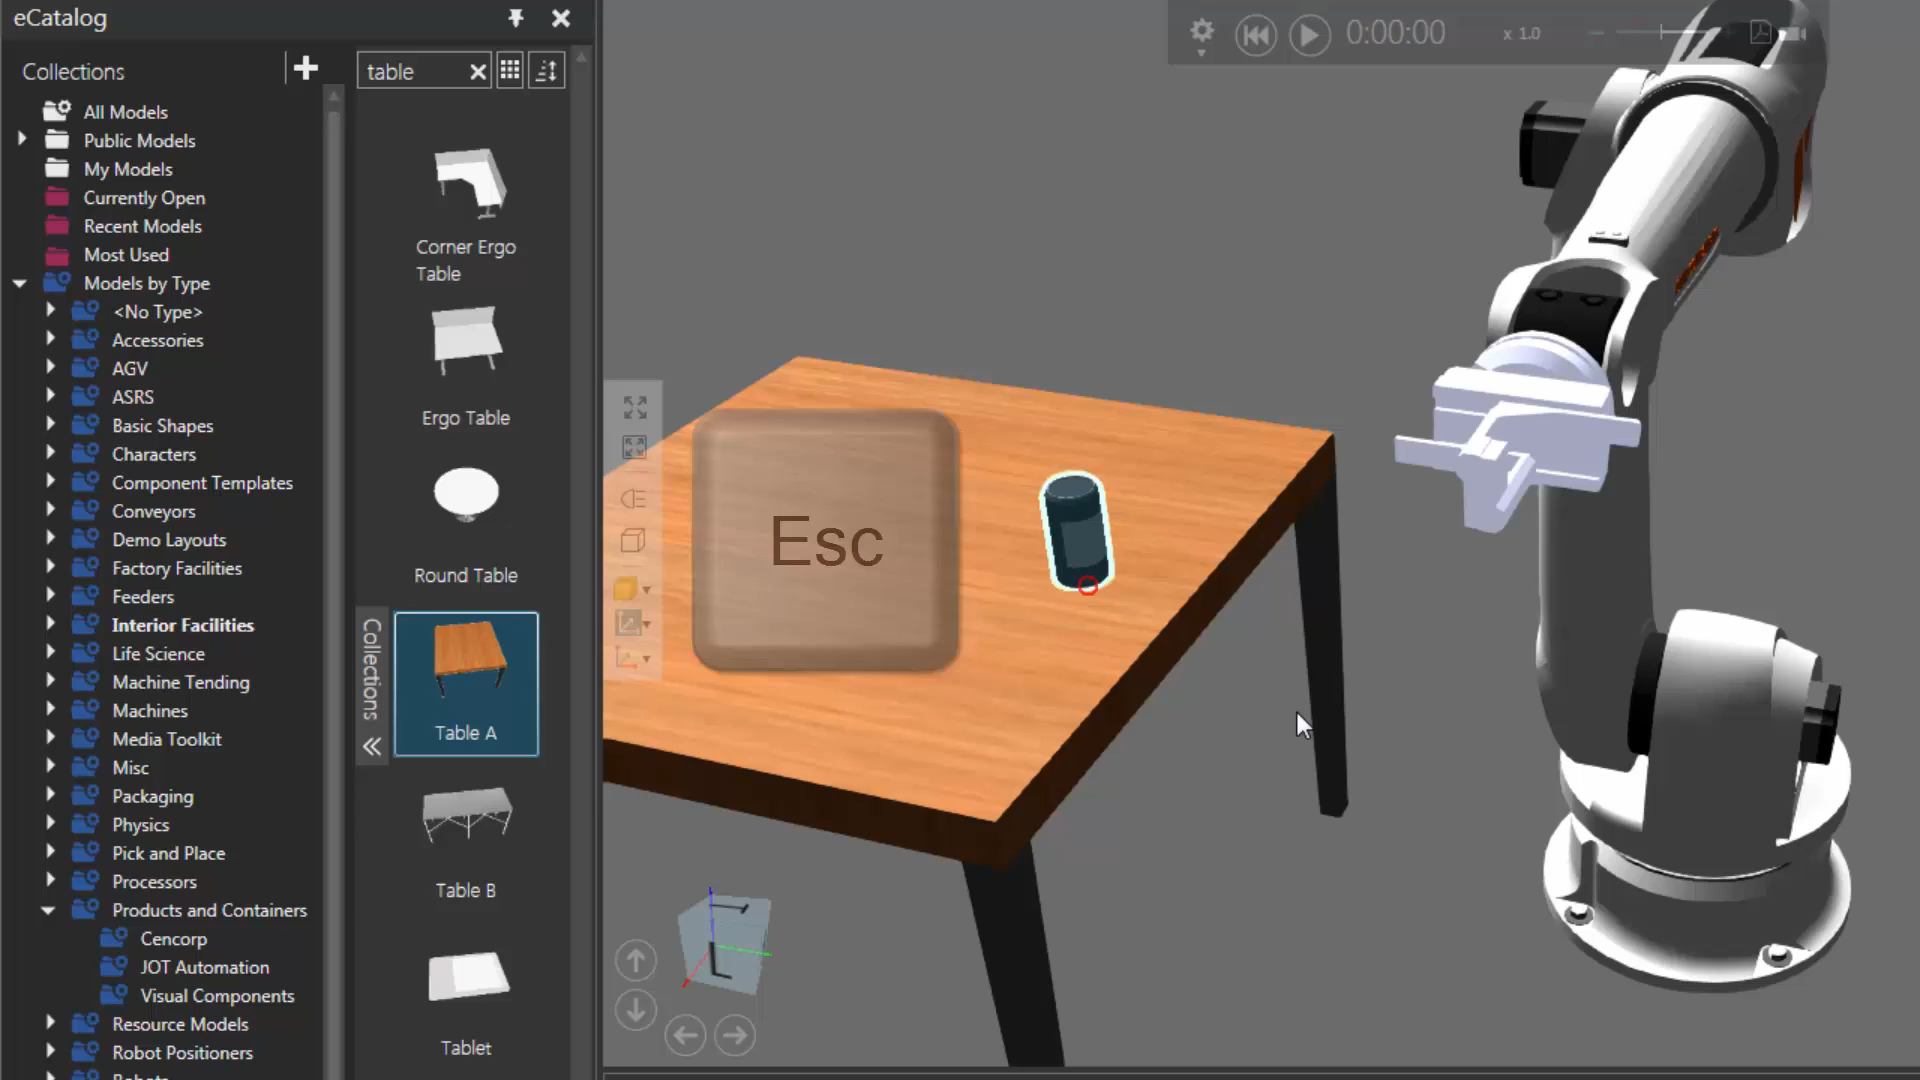 eCatalog
Collections
table
All Models
Public Models
My Models
Currently Open
Recent Models
Most Used
Models by Type
<No Type>
Accessories
AGV
ASRS
Basic Shapes
Characters
Component Templates
Conveyors
Demo Layouts
Factory Facilities
Feeders
Interior Facilities
Life Science
Machine Tending
Machines
Media Toolkit
Misc
Packaging
Physics
Pick and Place
Processors
Products and Containers
Cencorp
JOT Automation
Visual Components
Resource Models
Robot Positioners
Robots
Collections
Corner Ergo
Table
Ergo Table
Round Table
Table A
Table B
Tablet
Esc
0:00:00
x 1.0